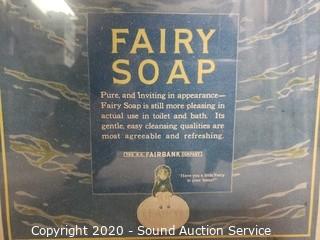 FAIRY
SOAP
Pure, and Inviting in appearance—
Fairy Soap is still more pleasing in
actual use in toilet and bath. Its
gentle, easy cleansing qualities are
most agreeable and refreshing.
THE N.K. FAIRBANK COMPANY
"Have you a little Fairy
in your home?"
Copyright 2020 - Sound Auction Service